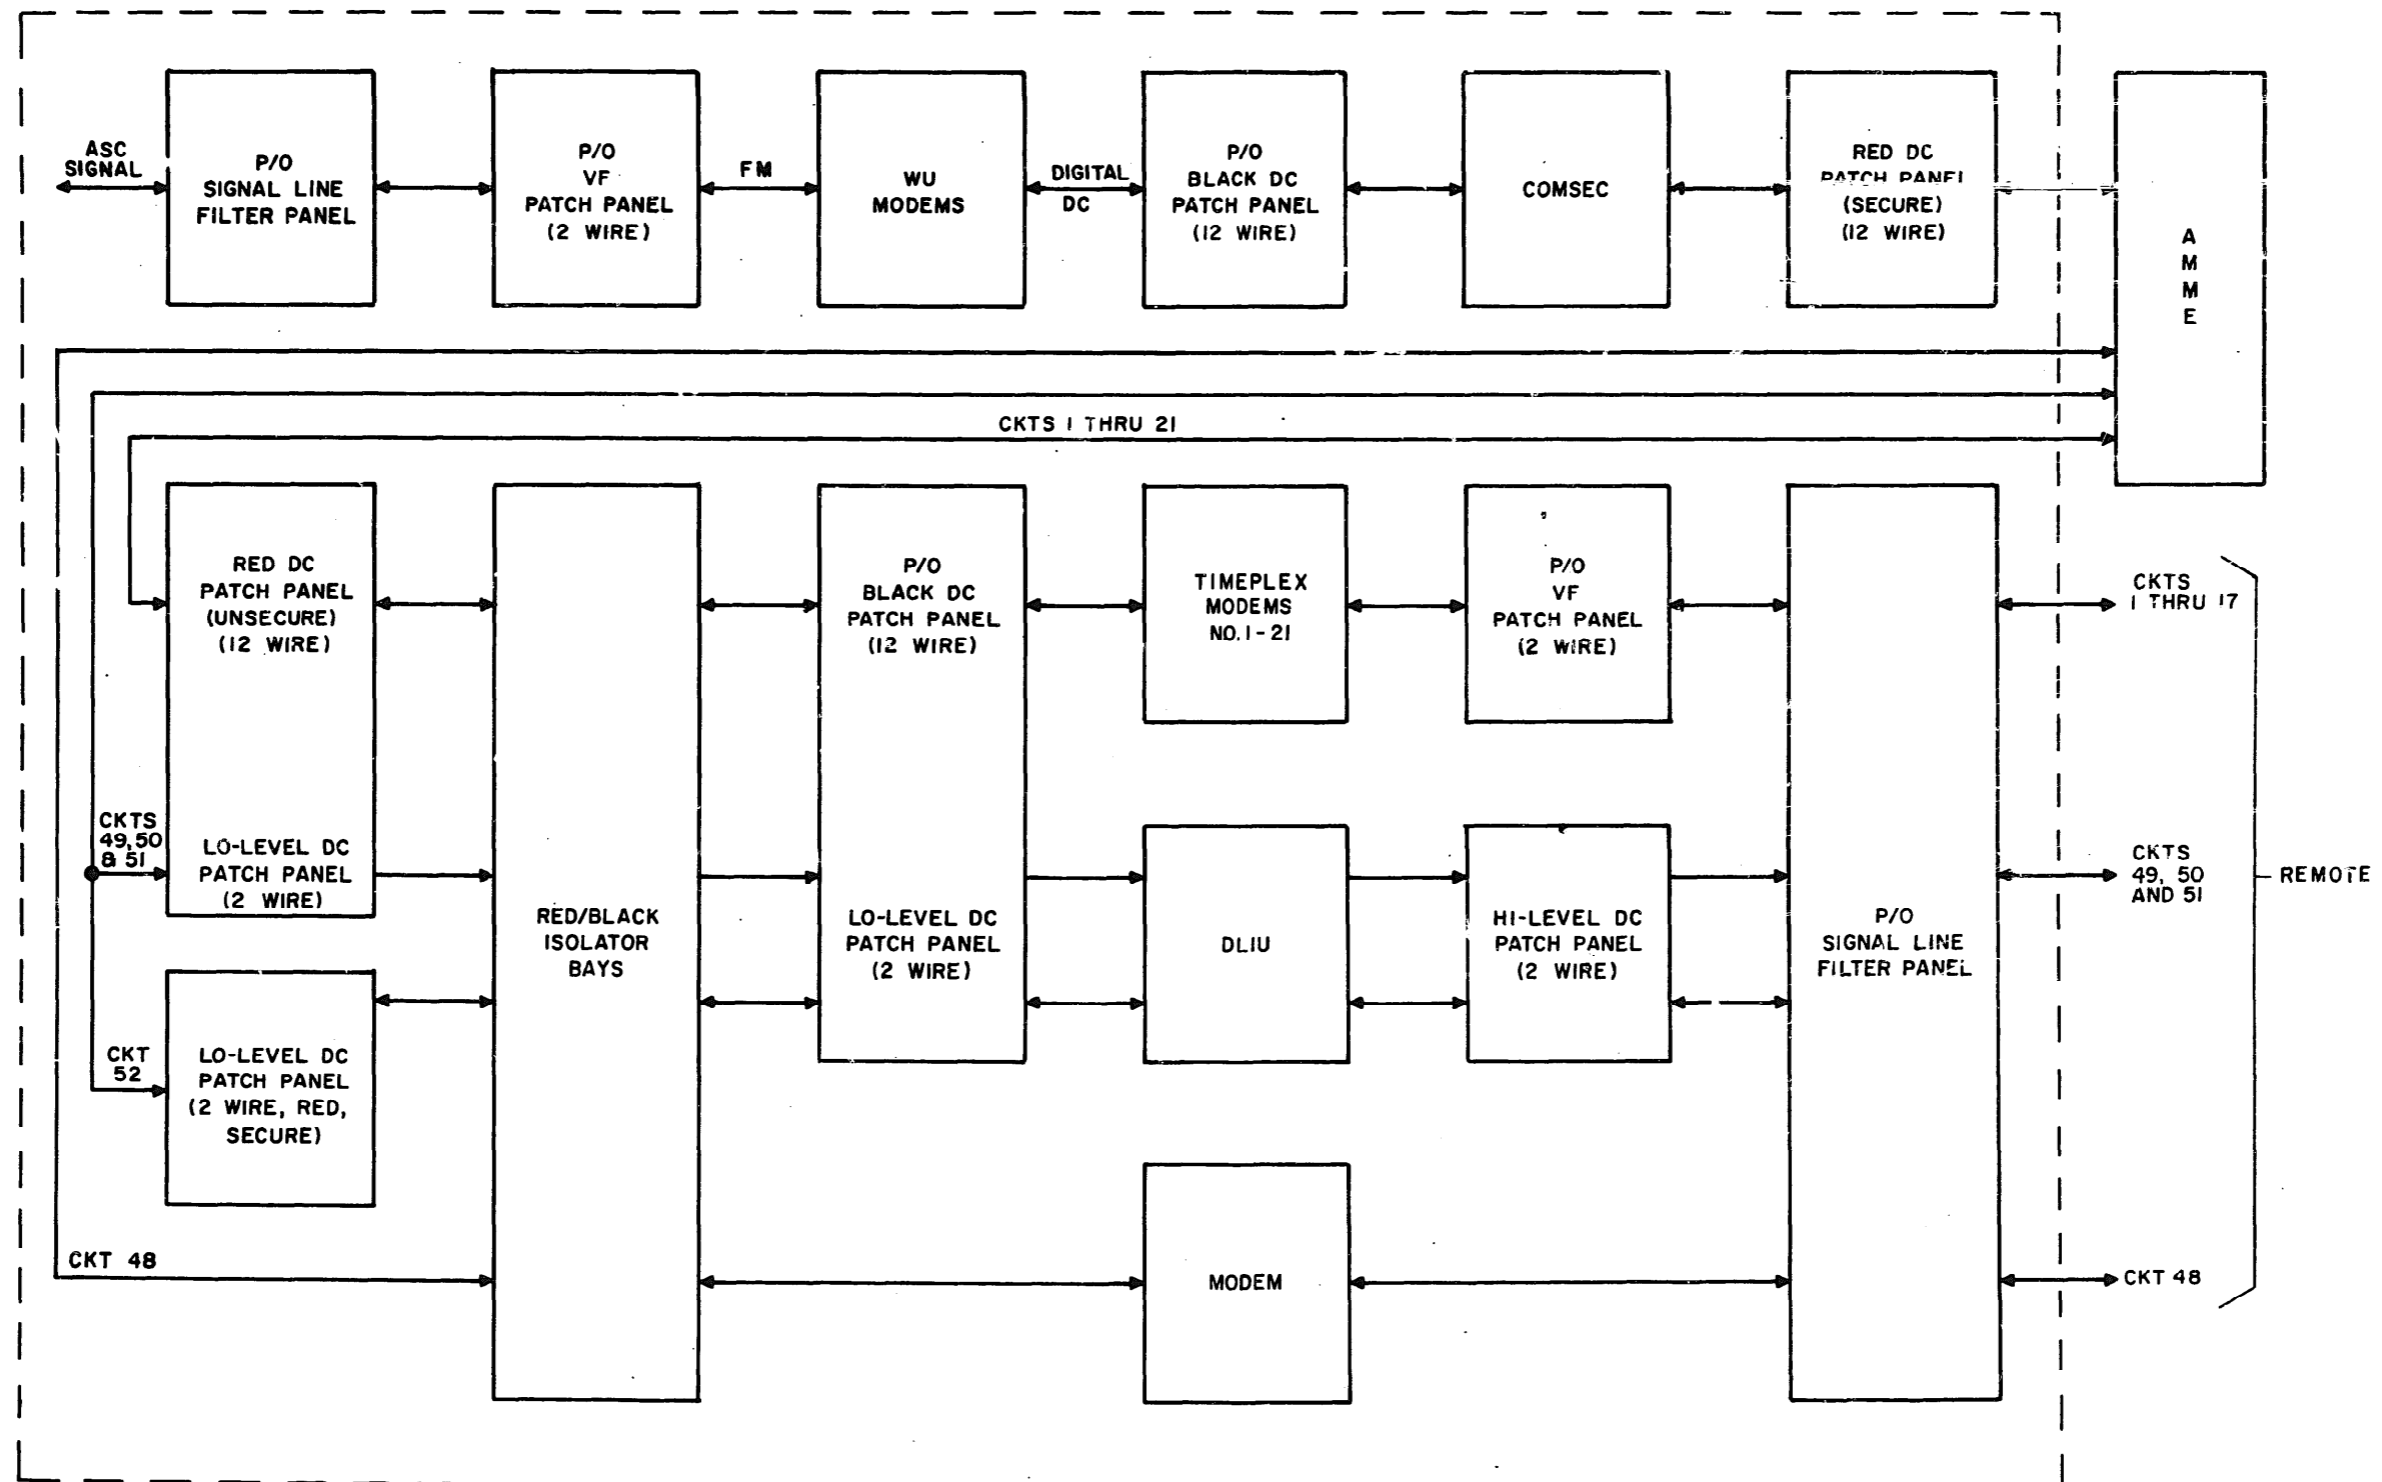 ASC
SIGNAL
P/O
SIGNAL LINE
FILTER PANEL
P/O
VF
PATCH PANEL
(2 WIRE)
FM
WU
MODEMS
DIGITAL
DC
P/O
BLACK DC
PATCH PANEL
(12 WIRE)
COMSEC
RED DC
PATCH PANEL
(SECURE)
(12 WIRE)
A
M
M
E
CKTS 1 THRU 21
RED DC
PATCH PANEL
(UNSECURE)
(12 WIRE)
CKTS
49,50
& 51
LO-LEVEL DC
PATCH PANEL
(2 WIRE)
CKT
52
LO-LEVEL DC
PATCH PANEL
(2 WIRE, RED,
SECURE)
CKT 48
RED/BLACK
ISOLATOR
BAYS
P/O
BLACK DC
PATCH PANEL
(12 WIRE)
LO-LEVEL DC
PATCH PANEL
(2 WIRE)
TIMEPLEX
MODEMS
NO. 1-21
DLIU
MODEM
P/O
VF
PATCH PANEL
(2 WIRE)
HI-LEVEL DC
PATCH PANEL
(2 WIRE)
P/O
SIGNAL LINE
FILTER PANEL
CKTS
1 THRU 17
CKTS
49, 50
AND 51
CKT 48
REMOTE